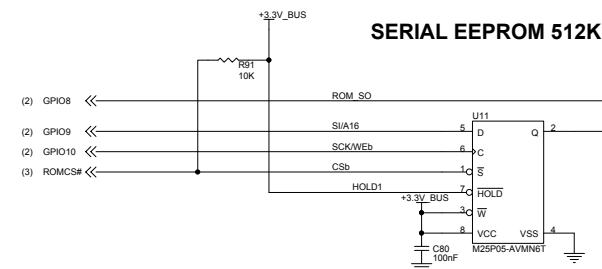 +3.3V_BUS
SERIAL EEPROM 512K
R91
10K
(2) GPIO8 ROM_SO
U11
(2) GPIO9 SI/A16 5 D Q 2
(2) GPIO10 SCK/WEb 6 C
(3) ROMCS# CSb 1 S
HOLD1 7 HOLD
+3.3V_BUS 3 W
8 VCC VSS 4
C80
100nF
M25P05-AVMN6T